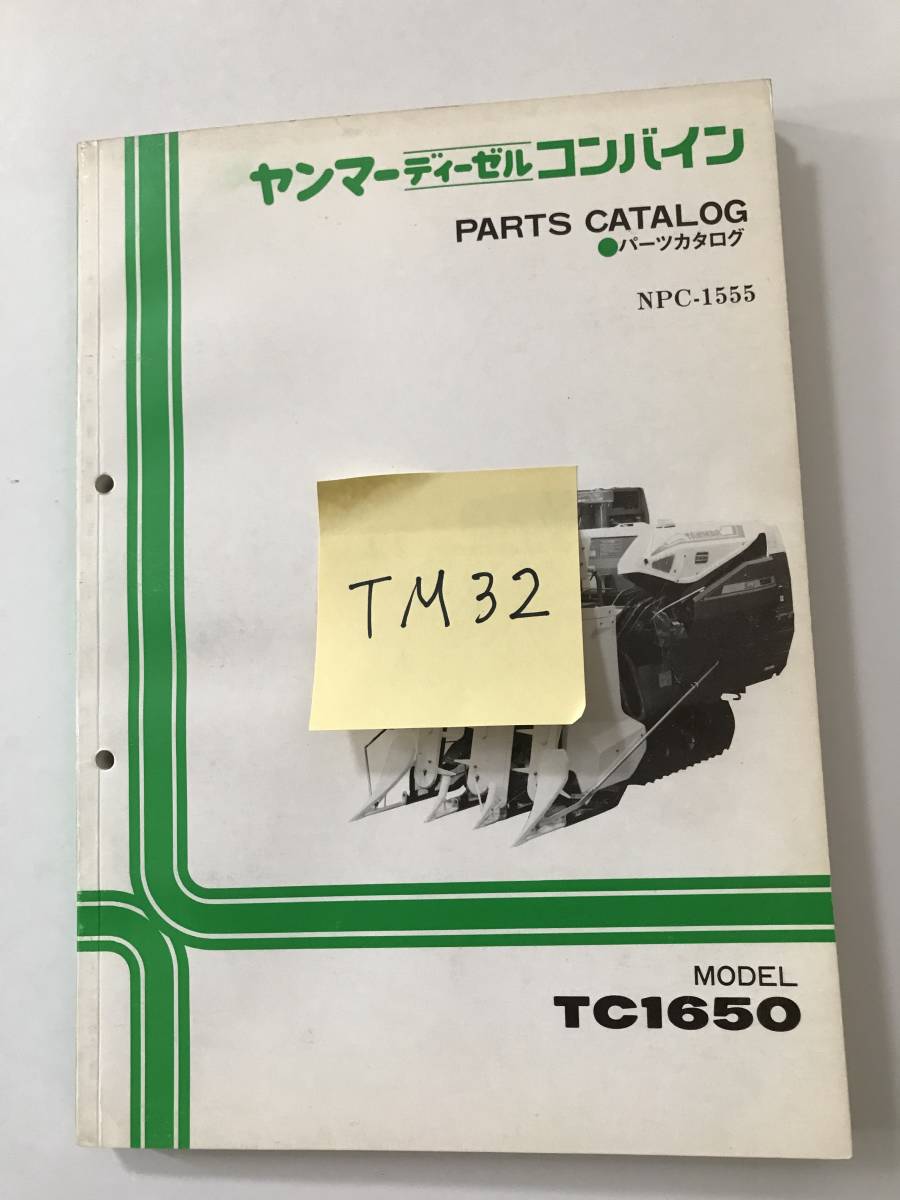 ヤンマーディーゼルコンバイン
PARTS CATALOG
●パーツカタログ
NPC-1555
TM32
YANMAR
MODEL
TC1650